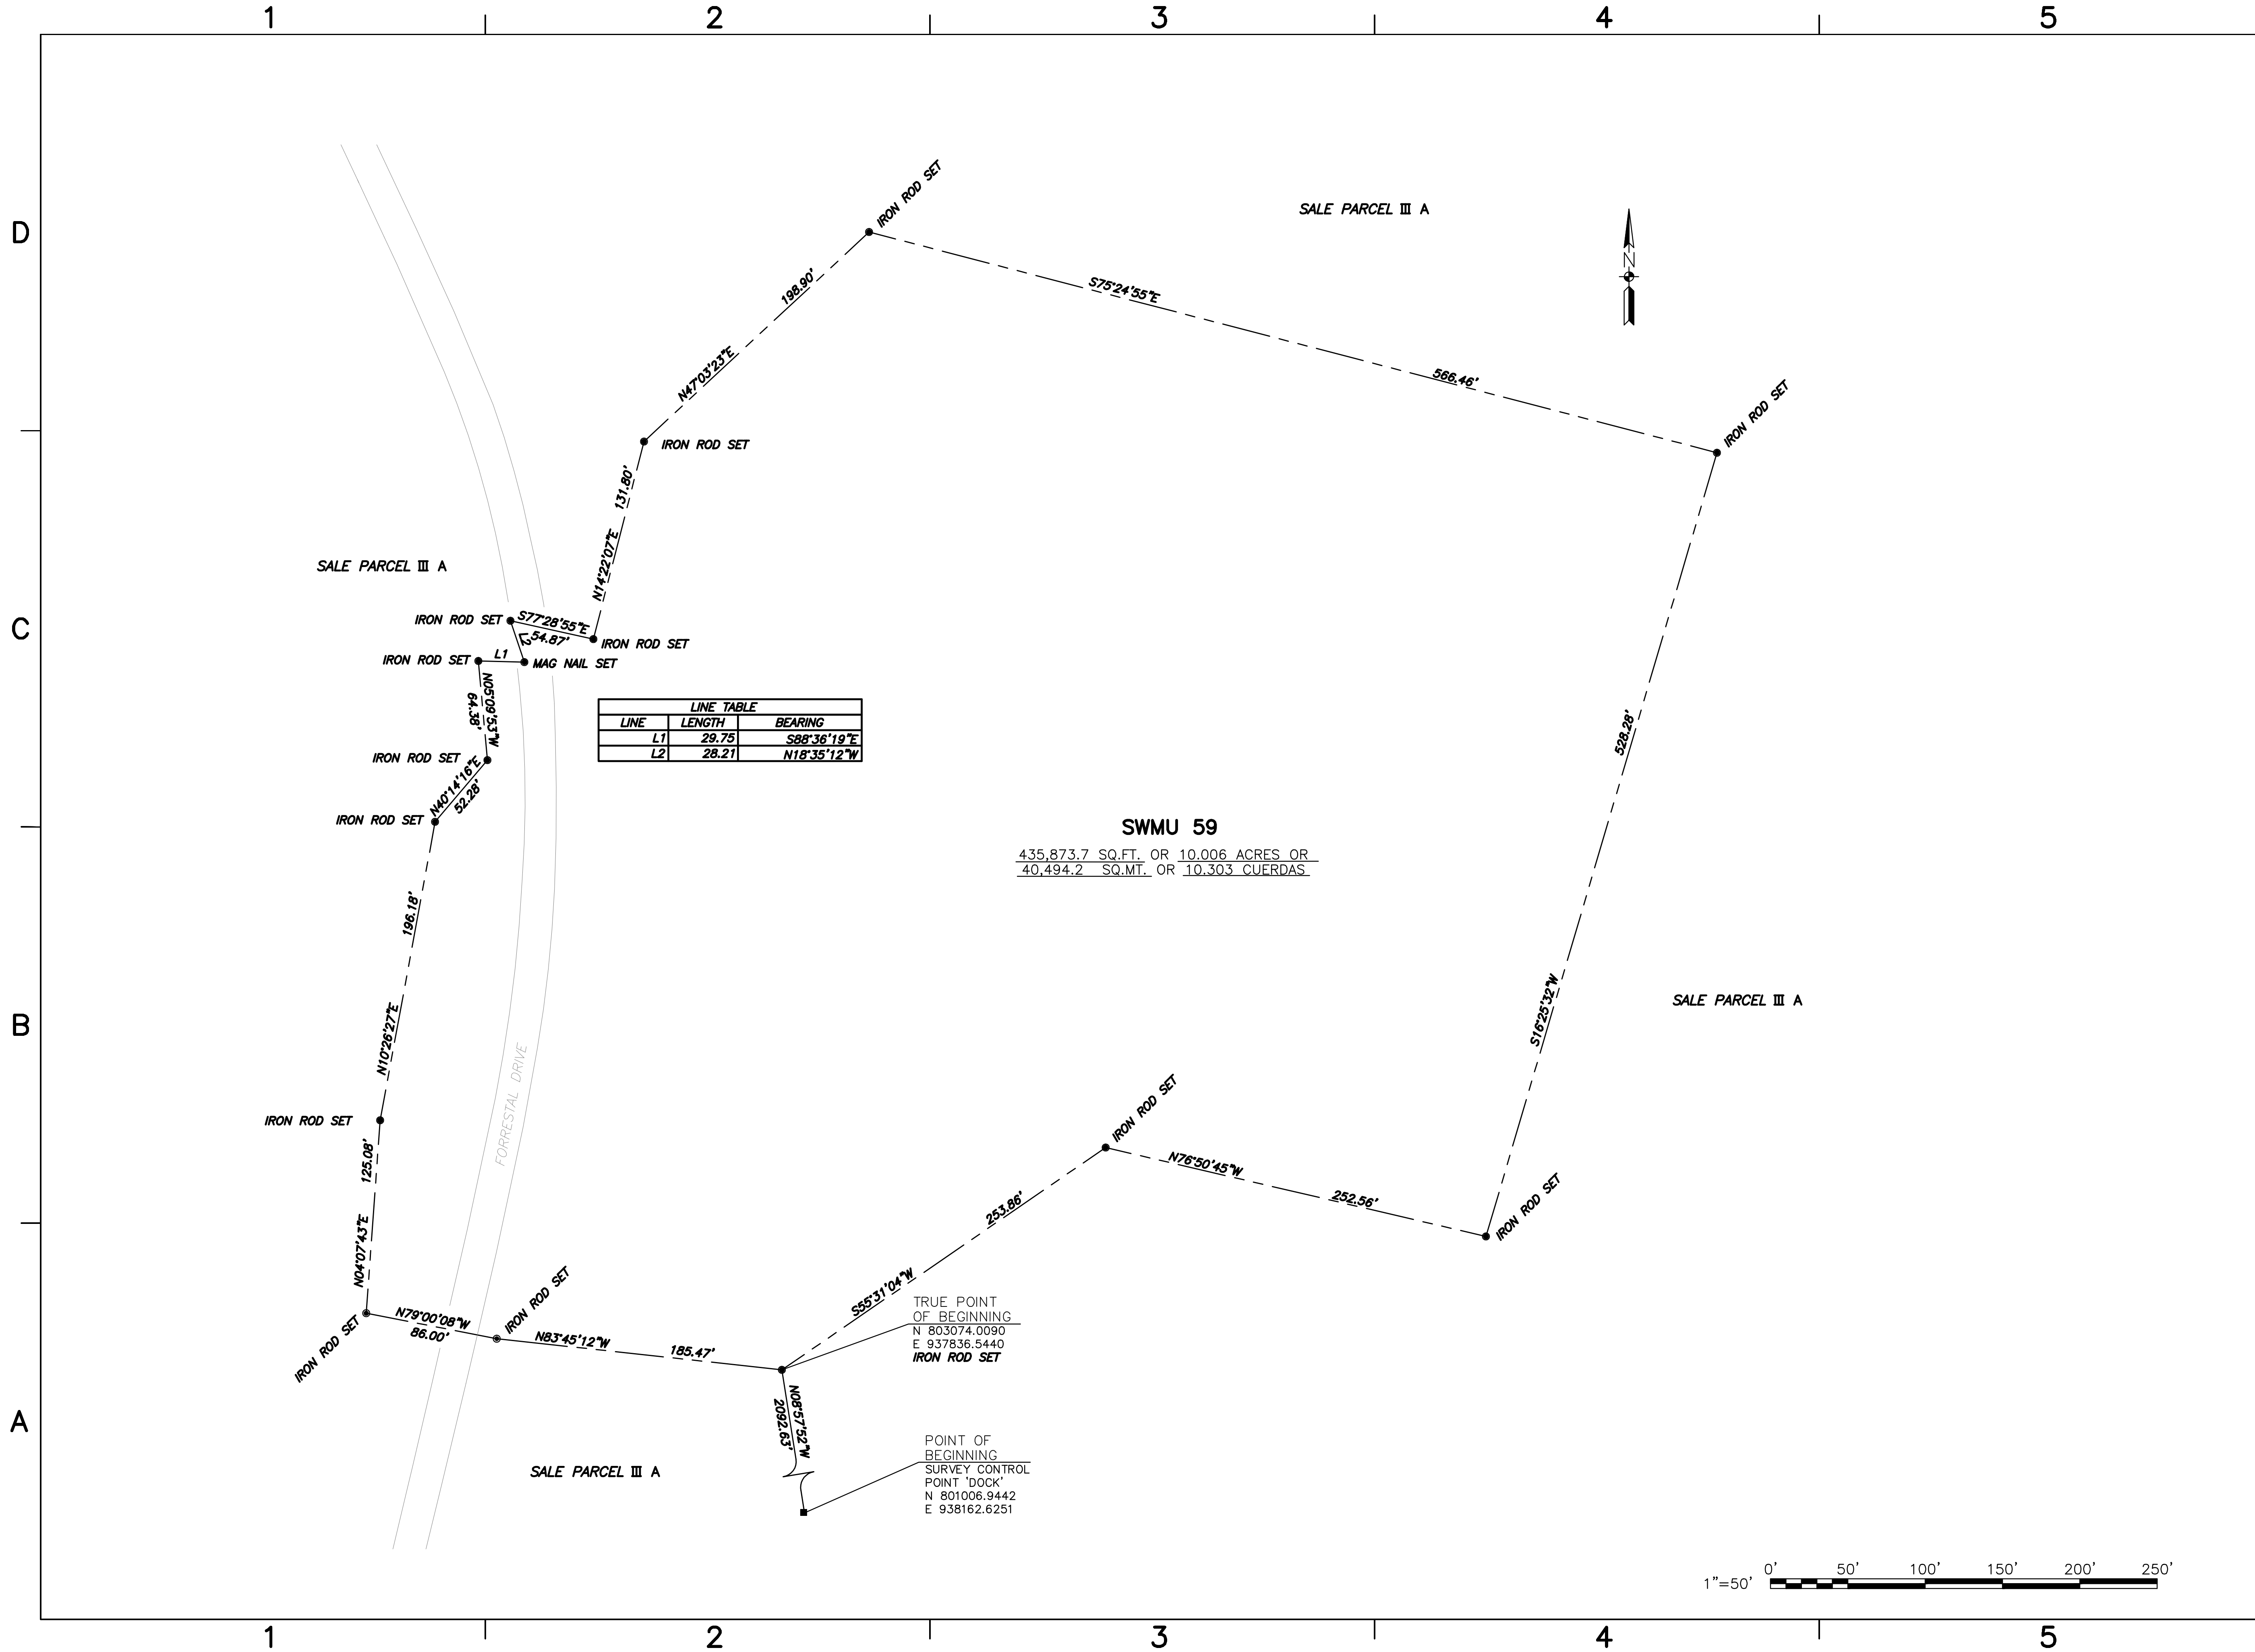 1 2 3 4 5
D
C
B
A
IRON ROD SET
SALE PARCEL III A
N
198.90'
S75°24'55"E
N47°03'23"E
566.46'
IRON ROD SET
IRON ROD SET
131.80'
N14°22'07"E
SALE PARCEL III A
IRON ROD SET
S77°28'55"E
54.87'
L2
IRON ROD SET
IRON ROD SET
L1
MAG NAIL SET
N05°09'53"W
64.38'
LINE TABLE
LINE LENGTH BEARING
L1 29.75 S88°36'19"E
L2 28.21 N18°35'12"W
528.28'
IRON ROD SET
N40°14'16"E
52.28'
IRON ROD SET
SWMU 59
435,873.7 SQ.FT. OR 10.006 ACRES OR
40,494.2 SQ.MT. OR 10.303 CUERDAS
196.18'
S16°25'32"W
SALE PARCEL III A
N10°26'27"E
FORRESTAL DRIVE
IRON ROD SET
IRON ROD SET
125.08'
N76°50'45"W
252.56'
IRON ROD SET
253.86'
N04°07'43"E
S55°31'04"W
IRON ROD SET
N79°00'08"W
86.00'
IRON ROD SET
N83°45'12"W
185.47'
TRUE POINT
OF BEGINNING
N 803074.0090
E 937836.5440
IRON ROD SET
N08°57'52"W
2092.63'
POINT OF
BEGINNING
SURVEY CONTROL
POINT 'DOCK'
N 801006.9442
E 938162.6251
SALE PARCEL III A
1"=50' 0' 50' 100' 150' 200' 250'
1 2 3 4 5